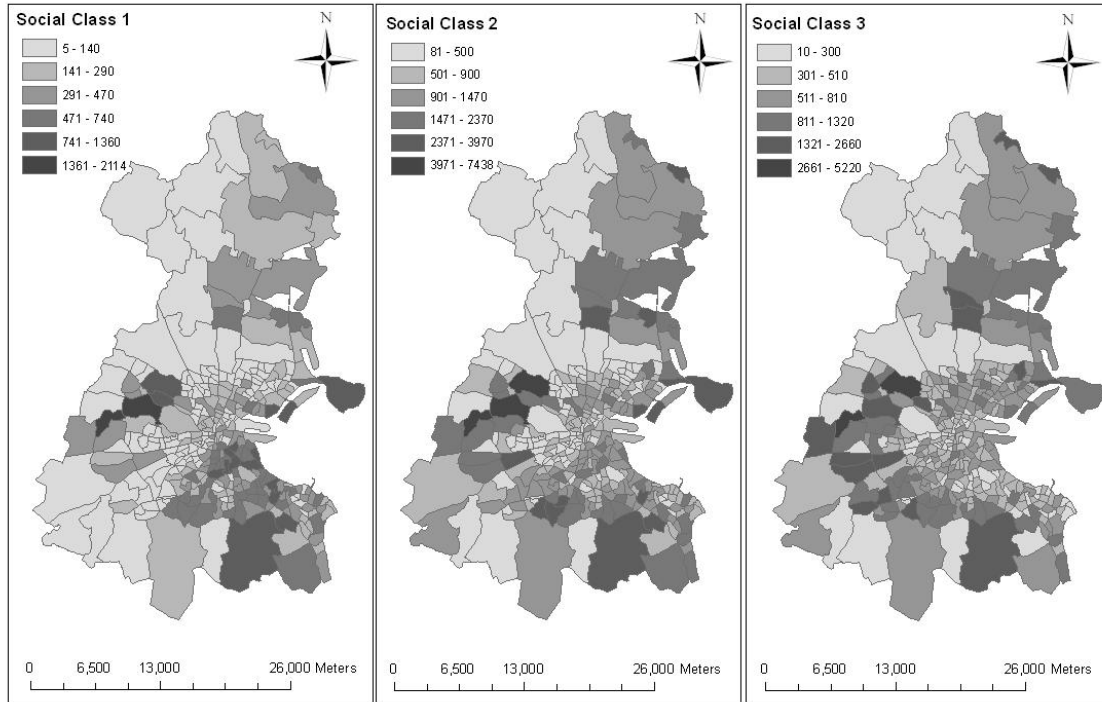 Social Class 1
N
5 - 140
141 - 290
291 - 470
471 - 740
741 - 1360
1361 - 2114
0 6,500 13,000 26,000 Meters
Social Class 2
N
81 - 500
501 - 900
901 - 1470
1471 - 2370
2371 - 3970
3971 - 7438
0 6,500 13,000 26,000 Meters
Social Class 3
N
10 - 300
301 - 510
511 - 810
811 - 1320
1321 - 2660
2661 - 5220
0 6,500 13,000 26,000 Meters